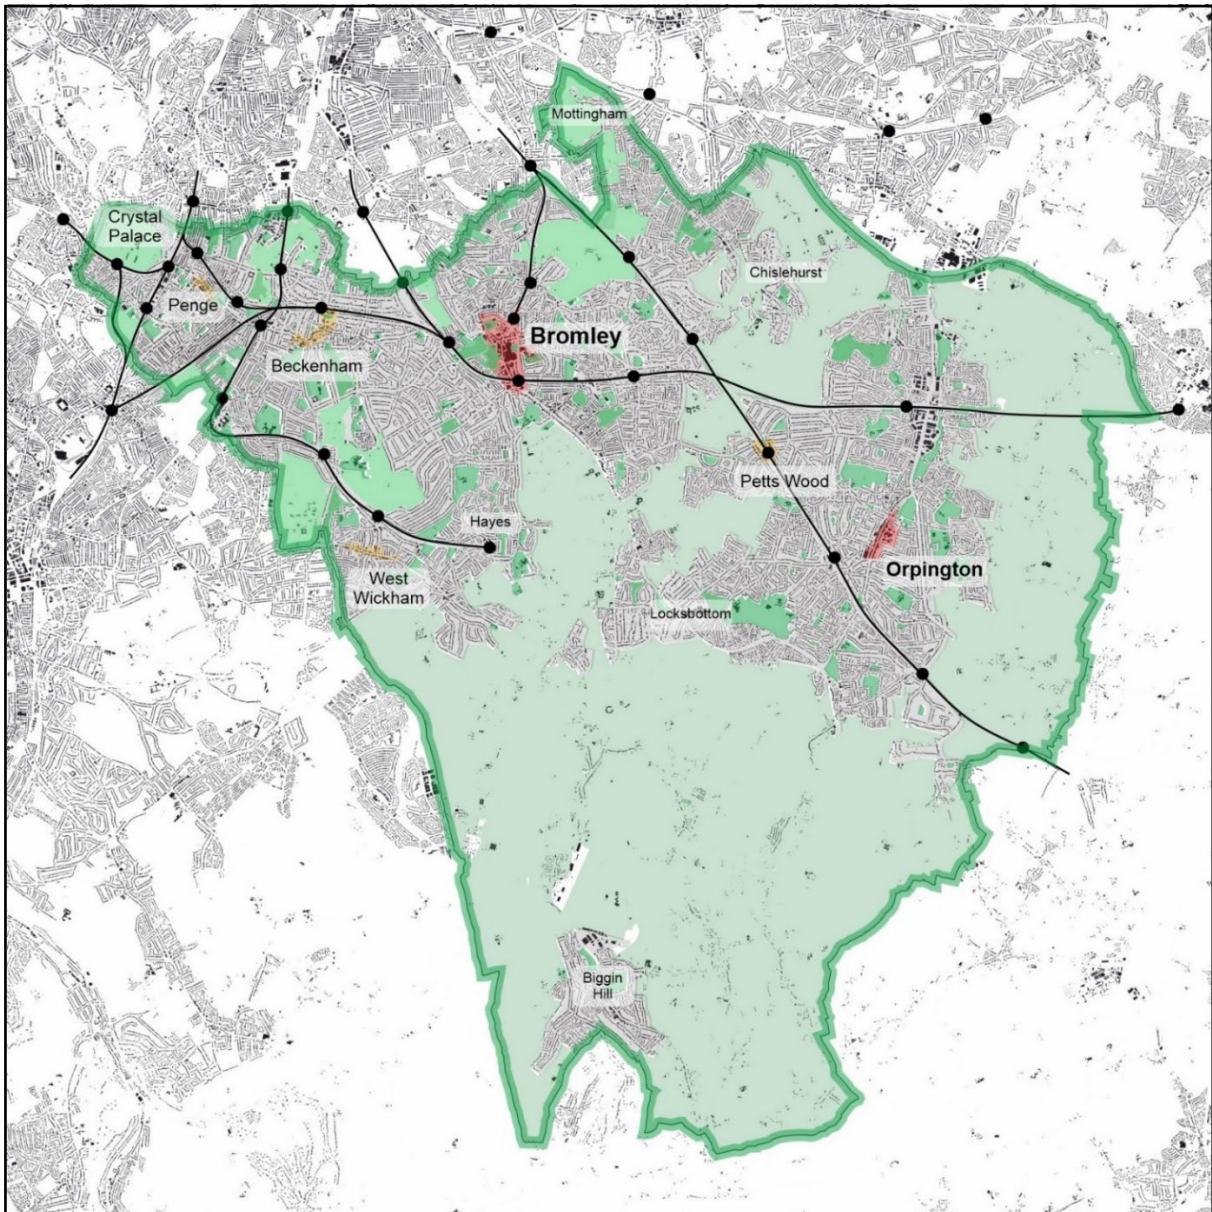 Mottingham
Crystal
Palace
Chislehurst
Penge
Bromley
Beckenham
Petts Wood
Hayes
Orpington
West
Wickham
Locksbottom
Biggin
Hill